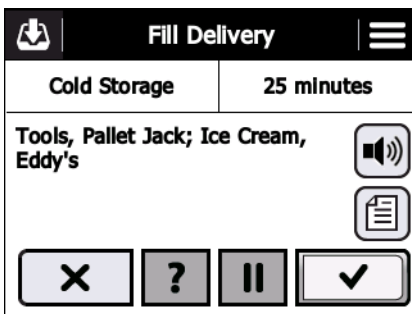 Fill Delivery
Cold Storage
25 minutes
Tools, Pallet Jack; Ice Cream,
Eddy's
?